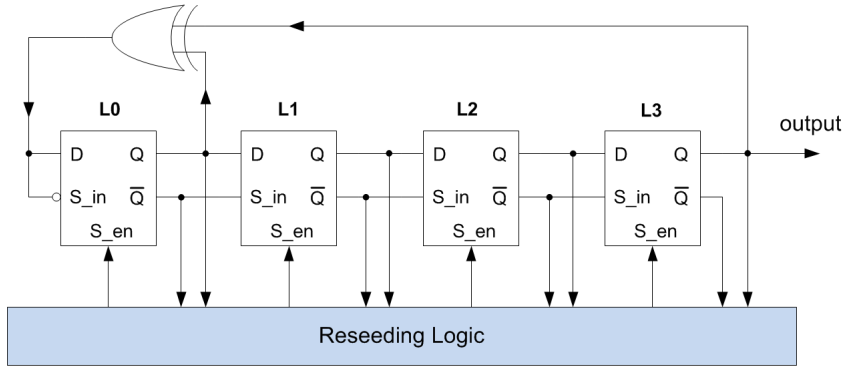 L0 L1 L2 L3
output
D Q D Q D Q D Q
S_in Q̅ S_in Q̅ S_in Q̅ S_in Q̅
S_en S_en S_en S_en
Reseeding Logic